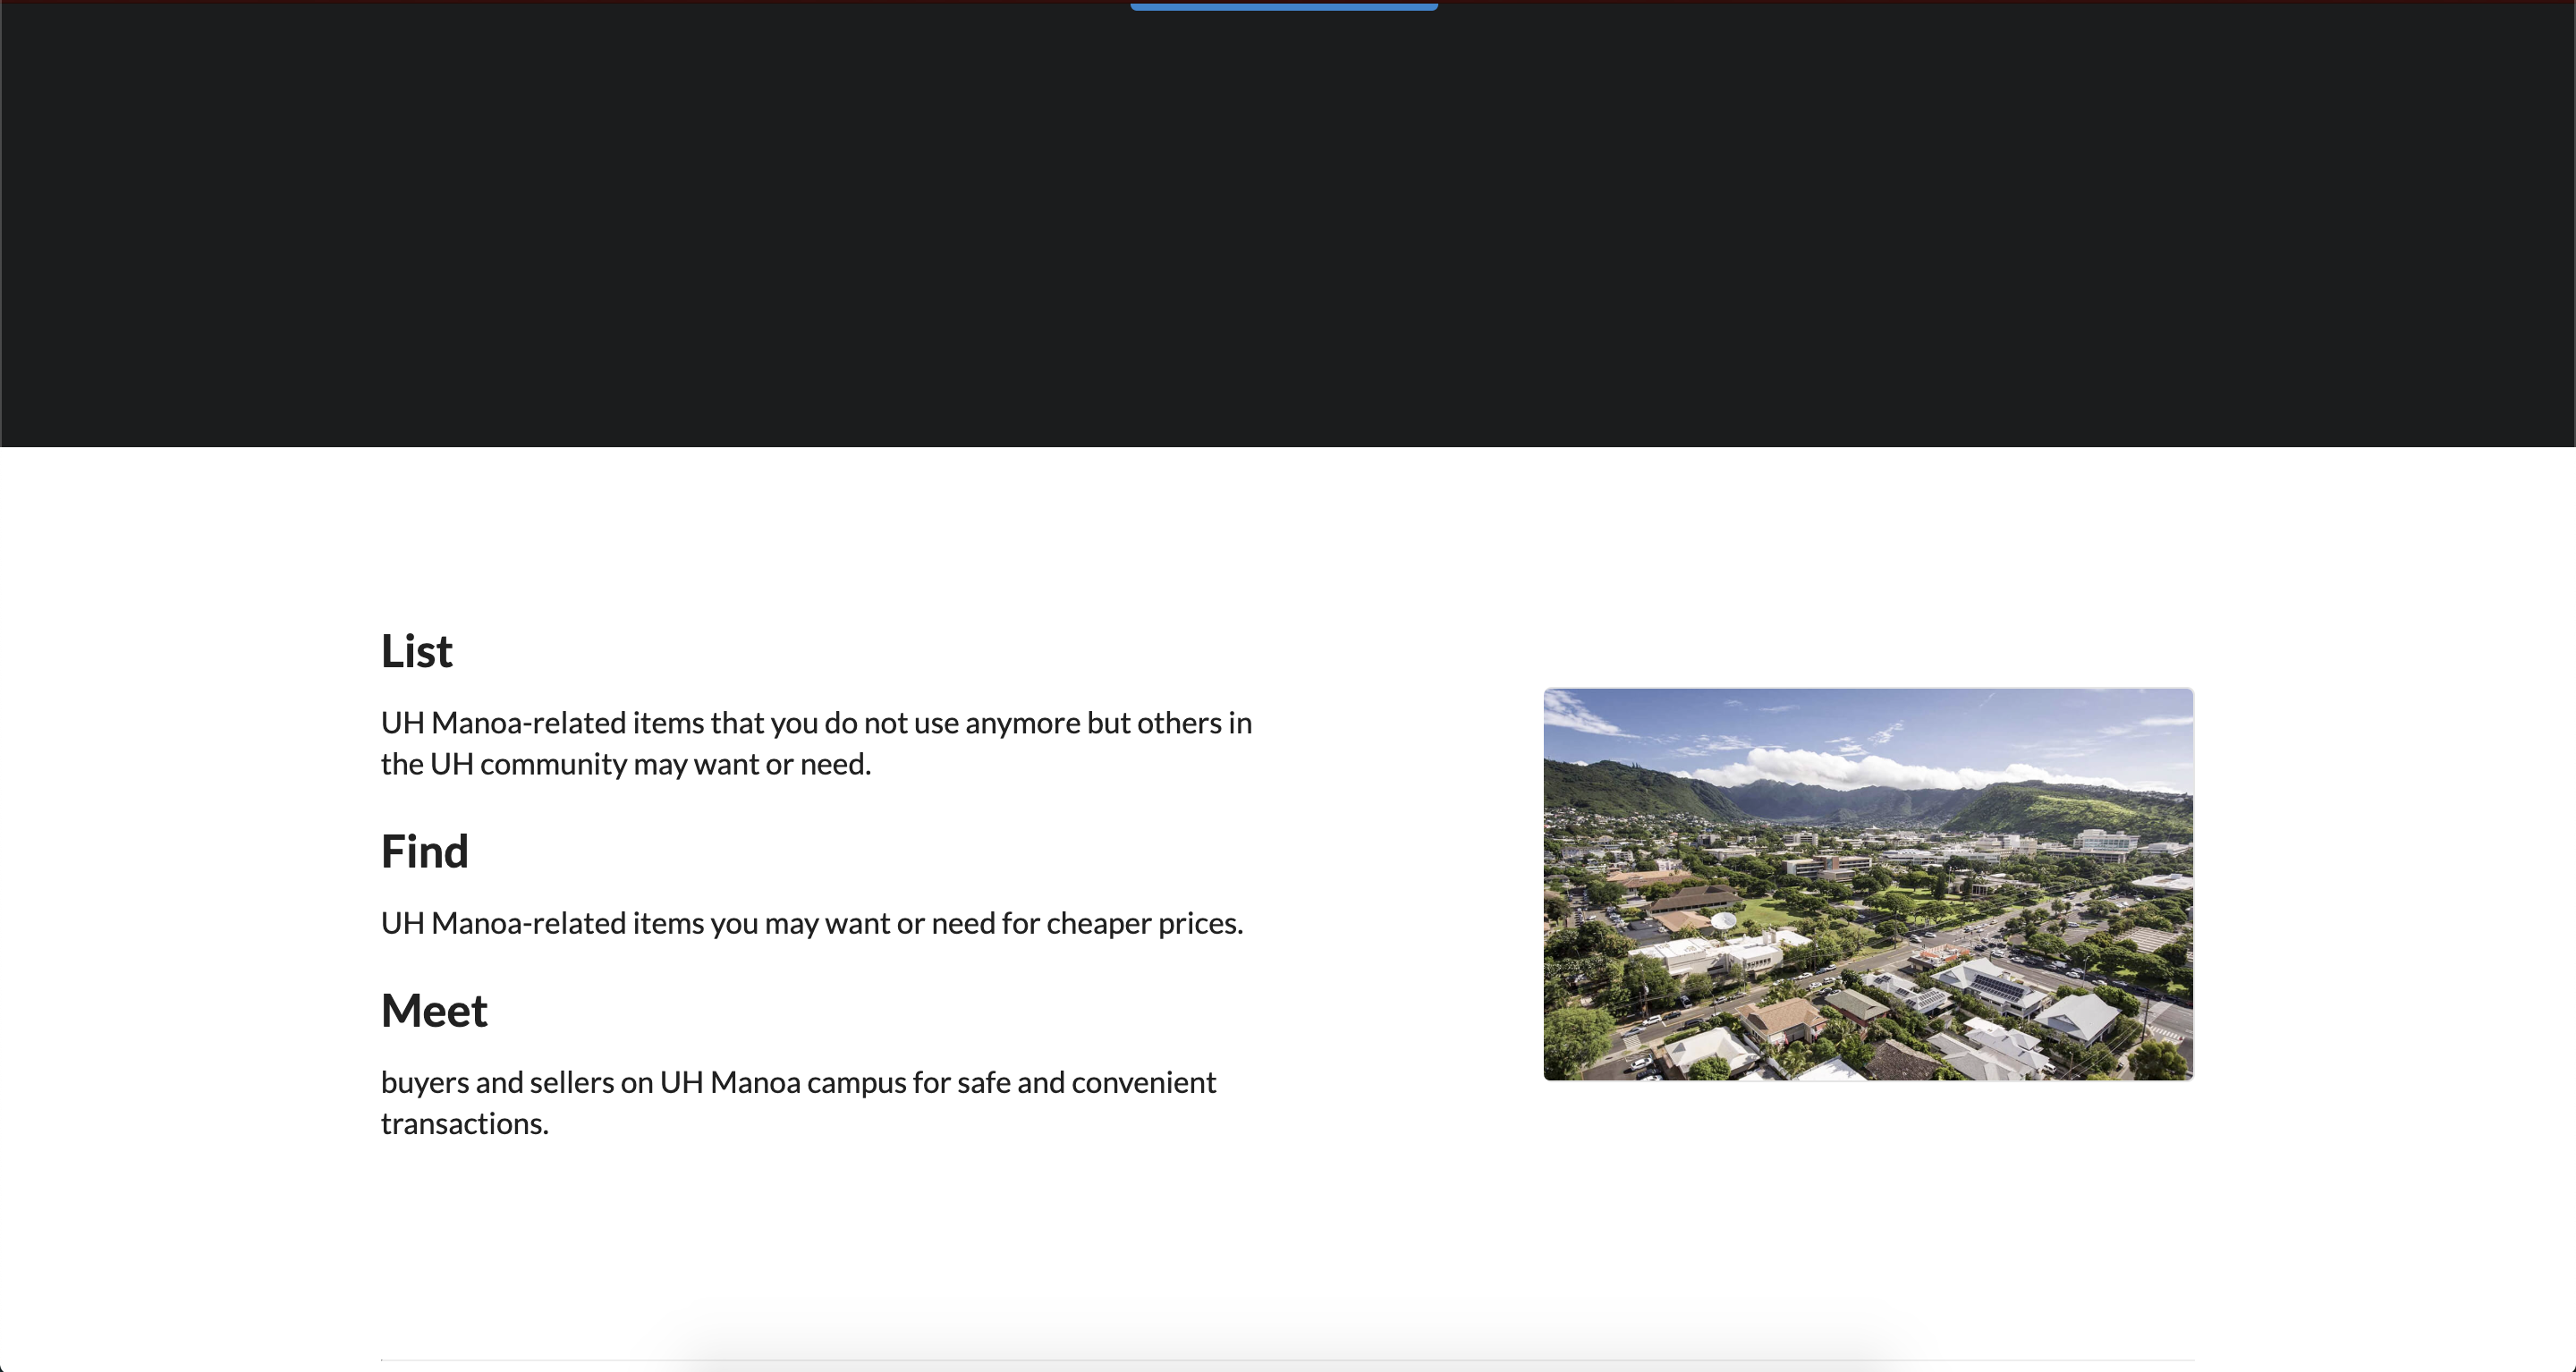 List
UH Manoa-related items that you do not use anymore but others in
the UH community may want or need.
Find
UH Manoa-related items you may want or need for cheaper prices.
Meet
buyers and sellers on UH Manoa campus for safe and convenient
transactions.